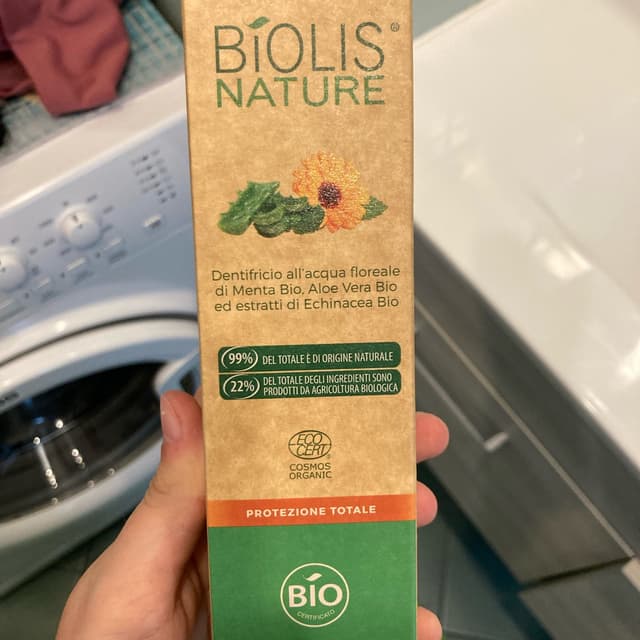 BiOLIS®
NATURE
Dentifricio all'acqua floreale
di Menta Bio, Aloe Vera Bio
ed estratti di Echinacea Bio
99% DEL TOTALE È DI ORIGINE NATURALE
22% DEL TOTALE DEGLI INGREDIENTI SONO
PRODOTTI DA AGRICOLTURA BIOLOGICA
ECO
CERT
COSMOS
ORGANIC
PROTEZIONE TOTALE
BIO
CERTIFICATO